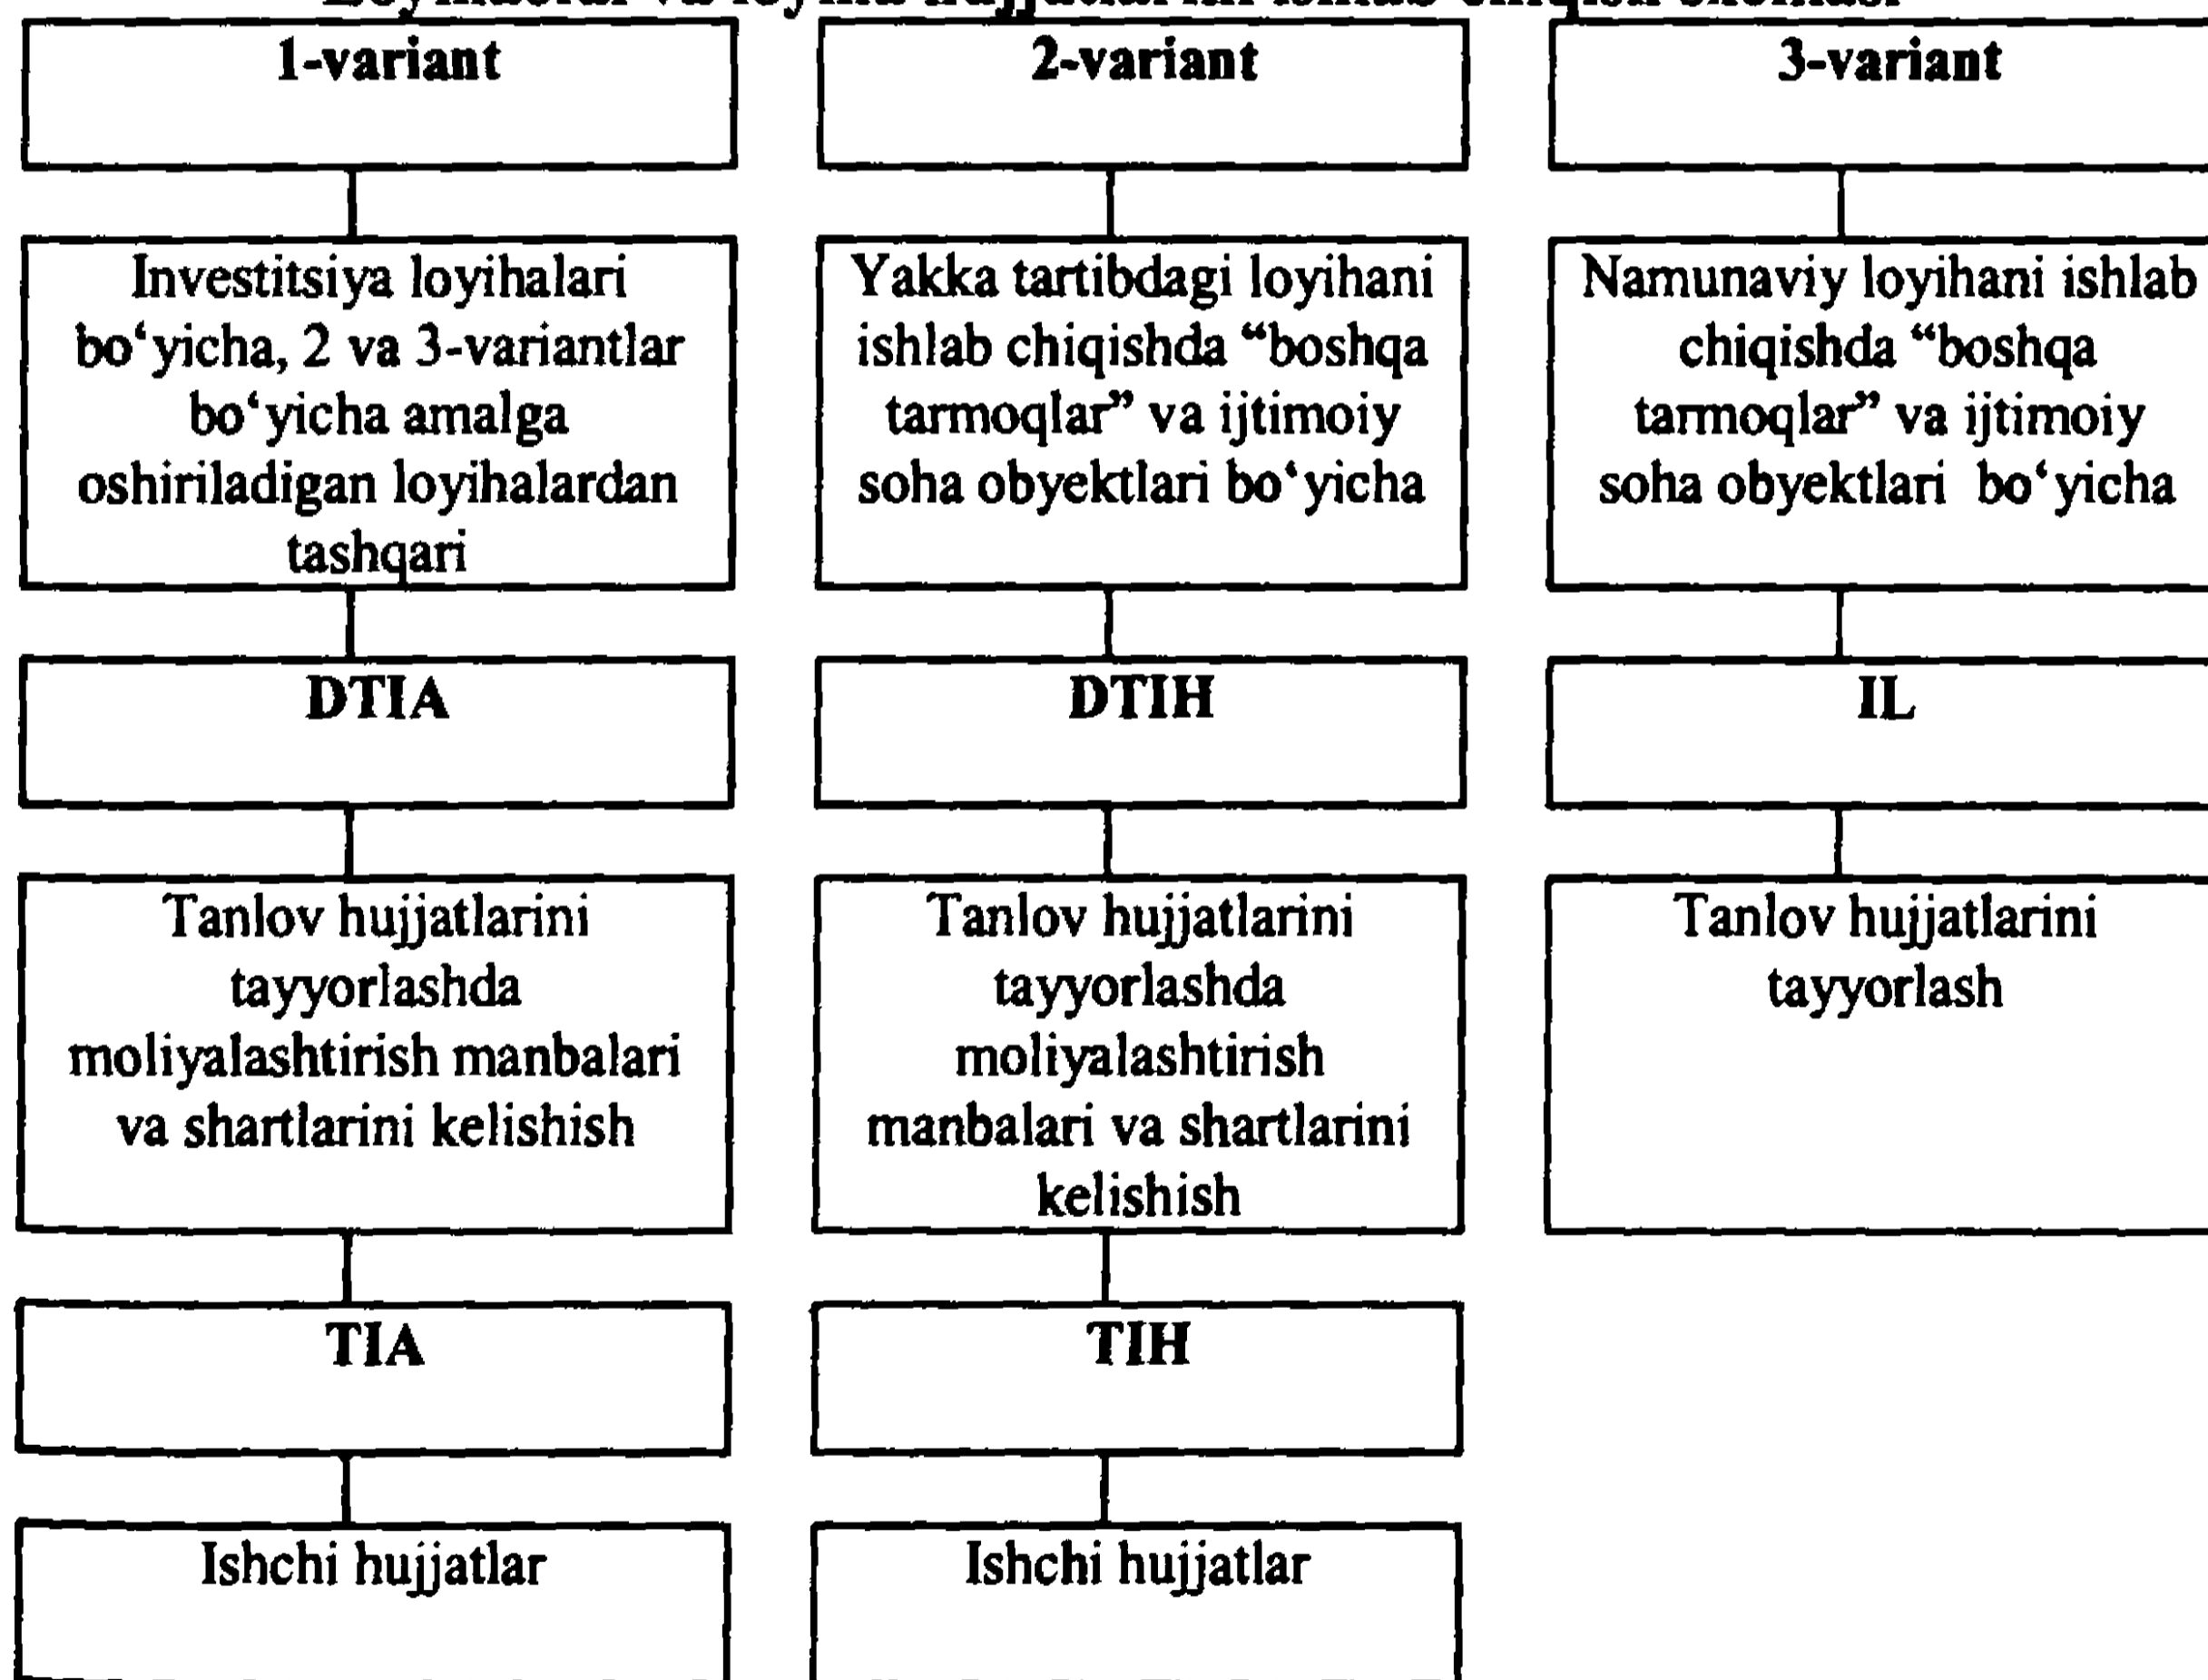 1-variant
Investitsiya loyihalari
bo‘yicha, 2 va 3-variantlar
bo‘yicha amalga
oshiriladigan loyihalardan
tashqari
DTIA
Tanlov hujjatlarini
tayyorlashda
moliyalashtirish manbalari
va shartlarini kelishish
TIA
Ishchi hujjatlar
2-variant
Yakka tartibdagi loyihani
ishlab chiqishda “boshqa
tarmoqlar” va ijtimoiy
soha obyektlari bo‘yicha
DTIH
Tanlov hujjatlarini
tayyorlashda
moliyalashtirish
manbalari va shartlarini
kelishish
TIH
Ishchi hujjatlar
3-variant
Namunaviy loyihani ishlab
chiqishda “boshqa
tarmoqlar” va ijtimoiy
soha obyektlari bo‘yicha
IL
Tanlov hujjatlarini
tayyorlash